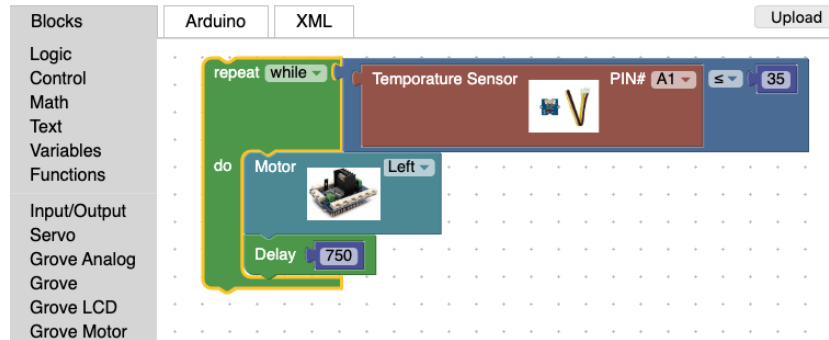 Blocks
Arduino
XML
Upload
Logic
Control
Math
Text
Variables
Functions
Input/Output
Servo
Grove Analog
Grove
Grove LCD
Grove Motor
repeat while Temporature Sensor PIN# A1 ≤ 35
do Motor Left
Delay 750